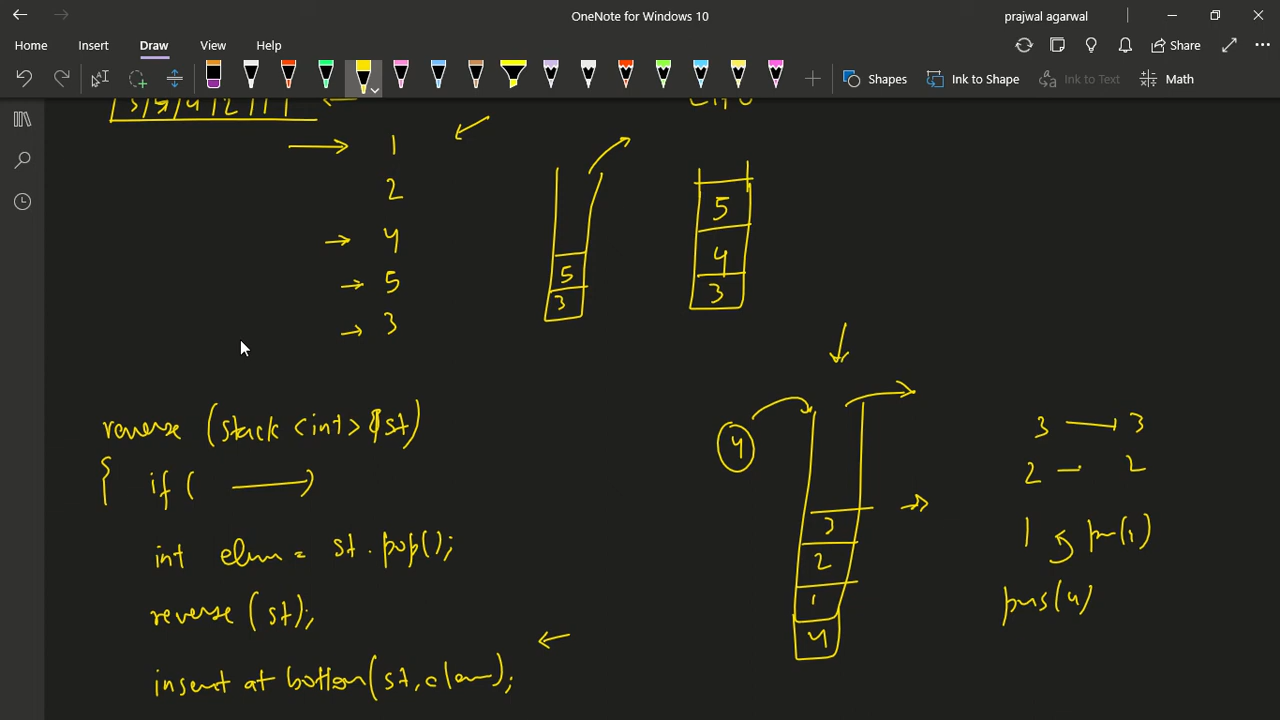 OneNote for Windows 10
prajwal agarwal
Home Insert Draw View Help
Share
Shapes
Ink to Shape
Ink to Text
Math
1
2
4
5
3
5
3
5
4
3
reverse (stack <int> &st)
{ if ( )
int elem = st.pop();
reverse (st);
insert at bottom (st, elem);
4
3
2
1
4
3 3
2 2
1
pus(4)